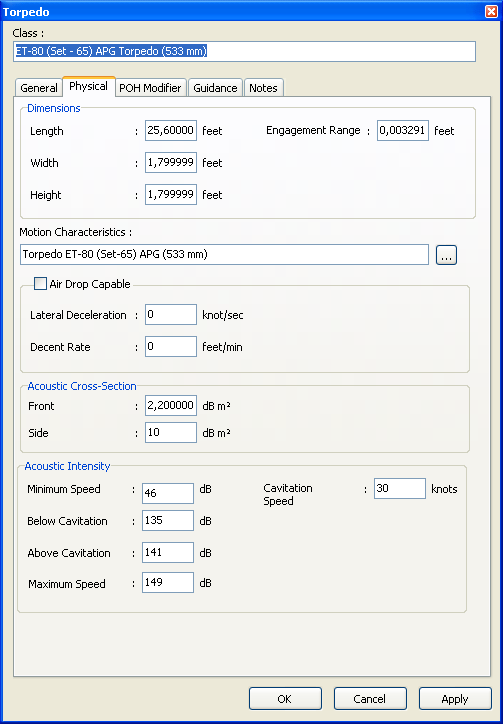 Torpedo
Class :
ET-80 (Set - 65) APG Torpedo (533 mm)
General Physical POH Modifier Guidance Notes
Dimensions
Length : 25,60000 feet Engagement Range : 0,003291 feet
Width : 1,799999 feet
Height : 1,799999 feet
Motion Characteristics :
Torpedo ET-80 (Set-65) APG (533 mm) ...
Air Drop Capable
Lateral Deceleration : 0 knot/sec
Decent Rate : 0 feet/min
Acoustic Cross-Section
Front : 2,200000 dB m²
Side : 10 dB m²
Acoustic Intensity
Minimum Speed : 46 dB Cavitation Speed : 30 knots
Below Cavitation : 135 dB
Above Cavitation : 141 dB
Maximum Speed : 149 dB
OK Cancel Apply